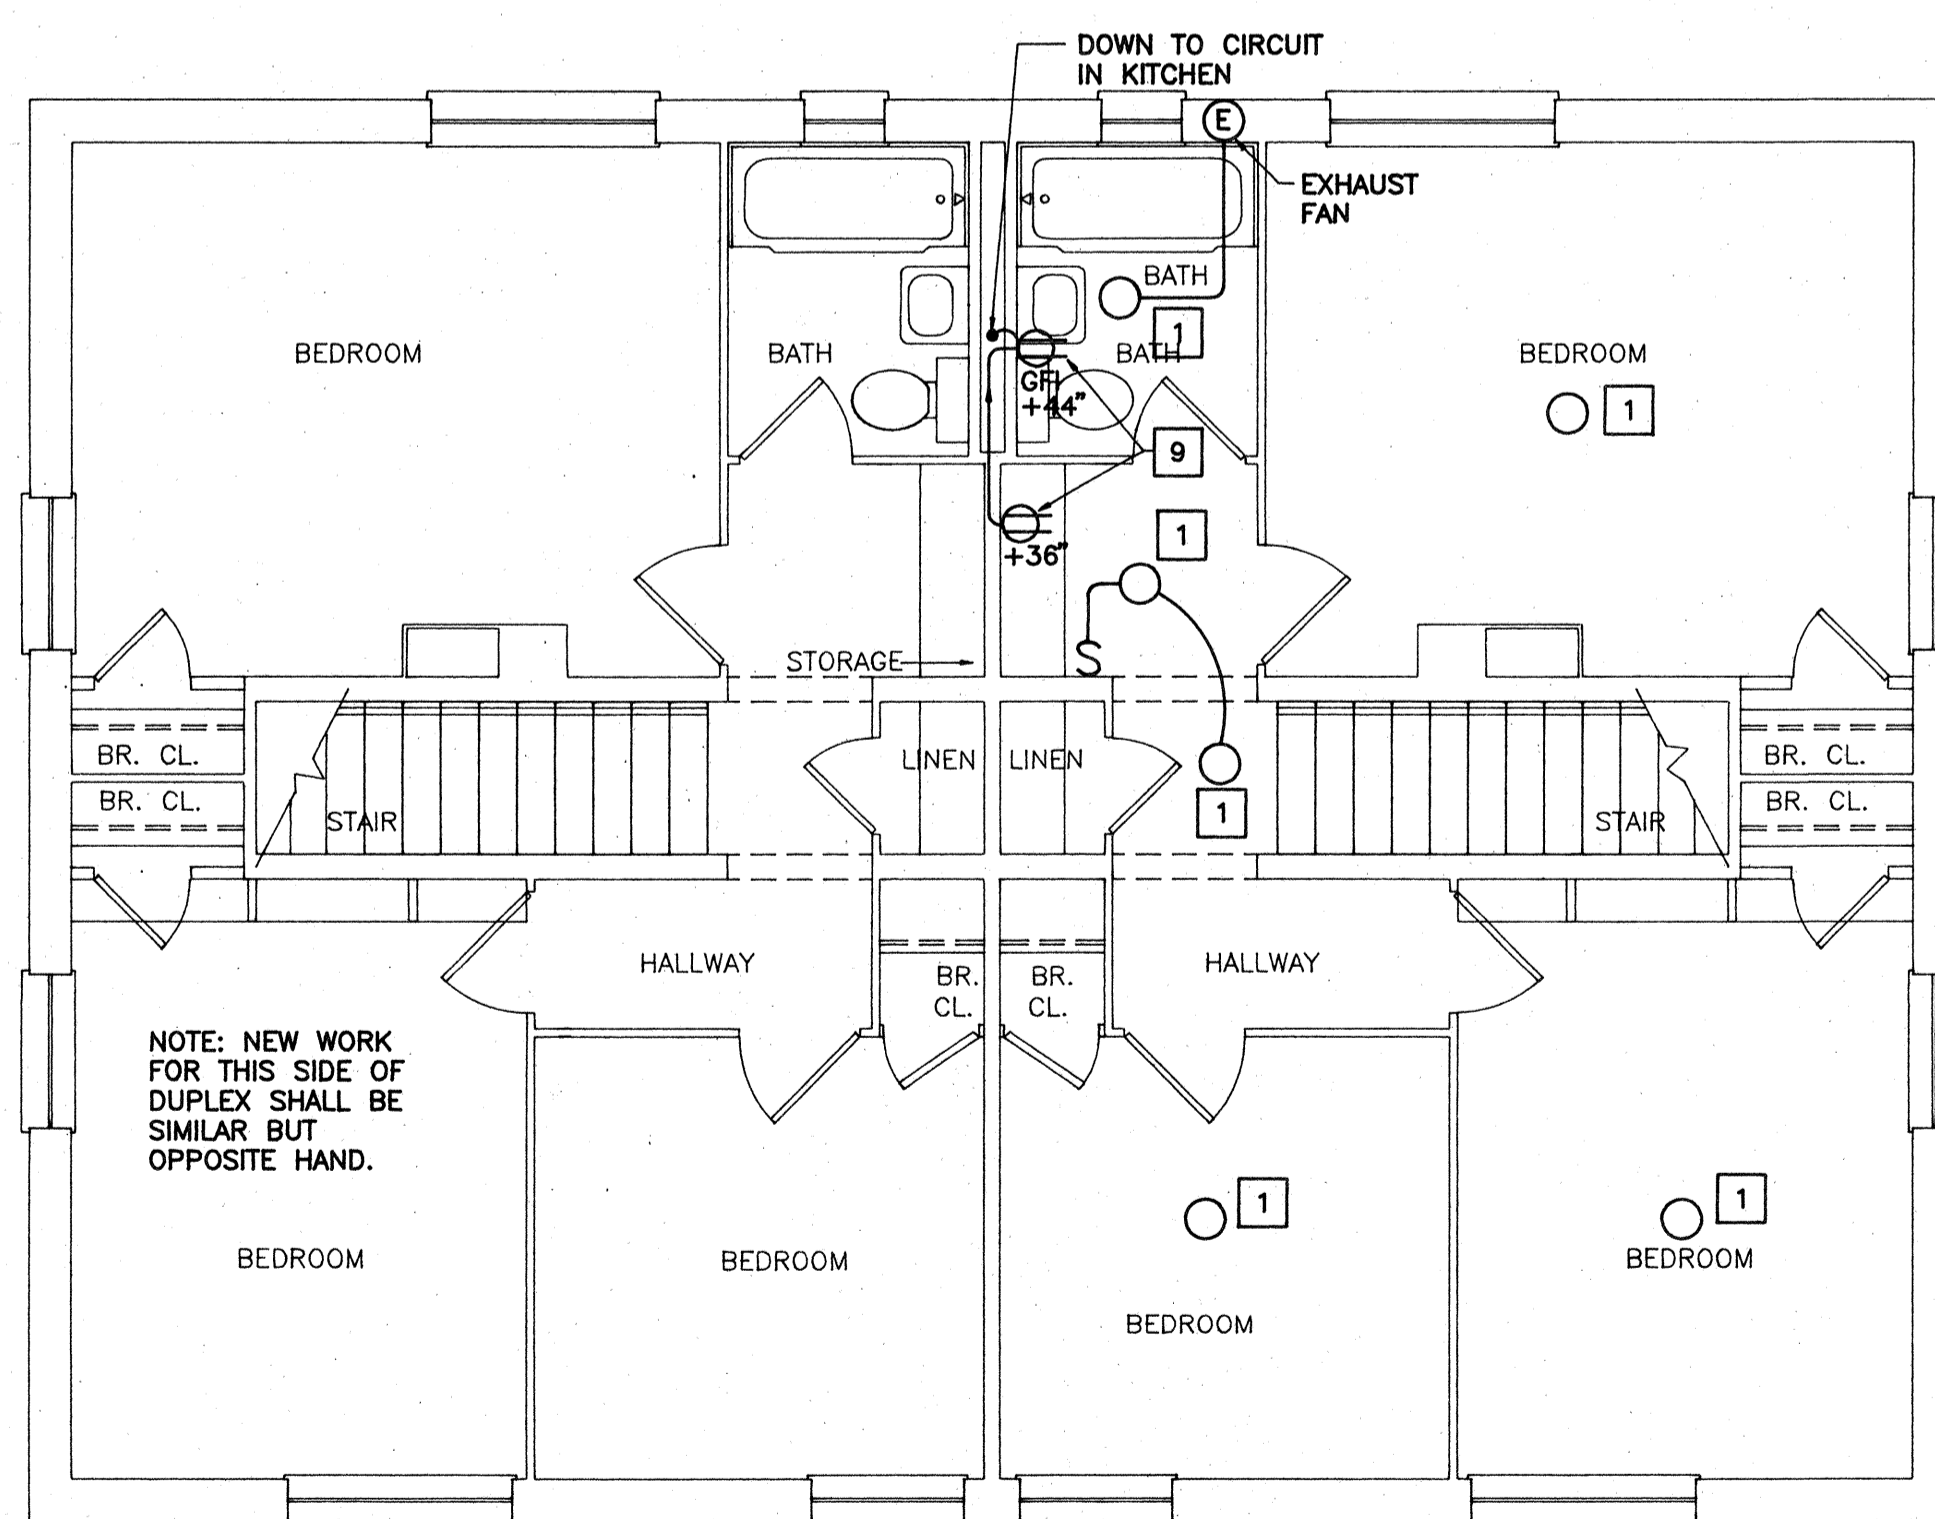 DOWN TO CIRCUIT
IN KITCHEN
E
EXHAUST
FAN
BATH
1
BEDROOM
BATH
BATH
BEDROOM
GFI
+44"
1
9
1
+36"
STORAGE
S
BR. CL.
LINEN
LINEN
BR. CL.
BR. CL.
BR. CL.
STAIR
1
STAIR
HALLWAY
BR.
CL.
BR.
CL.
HALLWAY
NOTE: NEW WORK
FOR THIS SIDE OF
DUPLEX SHALL BE
SIMILAR BUT
OPPOSITE HAND.
1
1
BEDROOM
BEDROOM
BEDROOM
BEDROOM